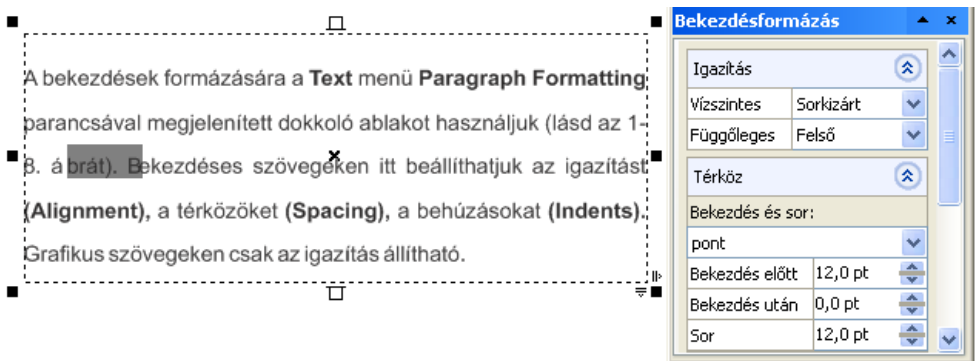 A bekezdések formázására a Text menü Paragraph Formatting
parancsával megjelenített dokkoló ablakot használjuk (lásd az 1-
8. ábrát). Bekezdéses szövegeken itt beállíthatjuk az igazítást
(Alignment), a térközöket (Spacing), a behúzásokat (Indents).
Grafikus szövegeken csak az igazítás állítható.
Bekezdésformázás
Igazítás
Vízszintes Sorkizárt
Függőleges Felső
Térköz
Bekezdés és sor:
pont
Bekezdés előtt 12,0 pt
Bekezdés után 0,0 pt
Sor 12,0 pt